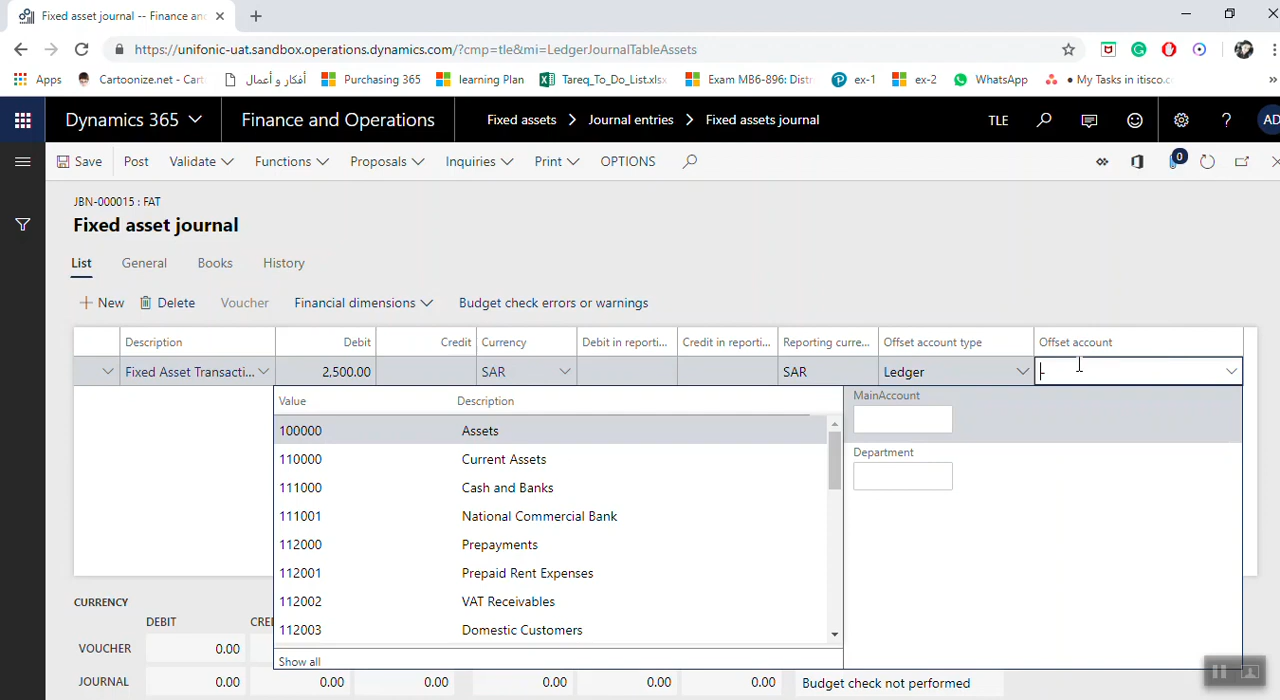 Fixed asset journal -- Finance and
https://unifonic-uat.sandbox.operations.dynamics.com/?cmp=tle&mi=LedgerJournalTableAssets
Apps Cartoonize.net - Cart أفكار و أعمال Purchasing 365 learning Plan Tareq_To_Do_List.xlsx Exam MB6-896: Distr ex-1 ex-2 WhatsApp • My Tasks in itisco.c »
Dynamics 365 Finance and Operations Fixed assets > Journal entries > Fixed assets journal TLE ? AD
Save Post Validate Functions Proposals Inquiries Print OPTIONS 0
JBN-000015 : FAT
Fixed asset journal
List General Books History
+ New Delete Voucher Financial dimensions Budget check errors or warnings
Description Debit Credit Currency Debit in reporti... Credit in reporti... Reporting curre... Offset account type Offset account
Fixed Asset Transacti... 2,500.00 SAR SAR Ledger -
Value Description MainAccount
100000 Assets
110000 Current Assets Department
111000 Cash and Banks
111001 National Commercial Bank
112000 Prepayments
112001 Prepaid Rent Expenses
112002 VAT Receivables
112003 Domestic Customers
Show all
CURRENCY
DEBIT CRE
VOUCHER 0.00
JOURNAL 0.00 0.00 0.00 0.00 0.00 0.00 Budget check not performed